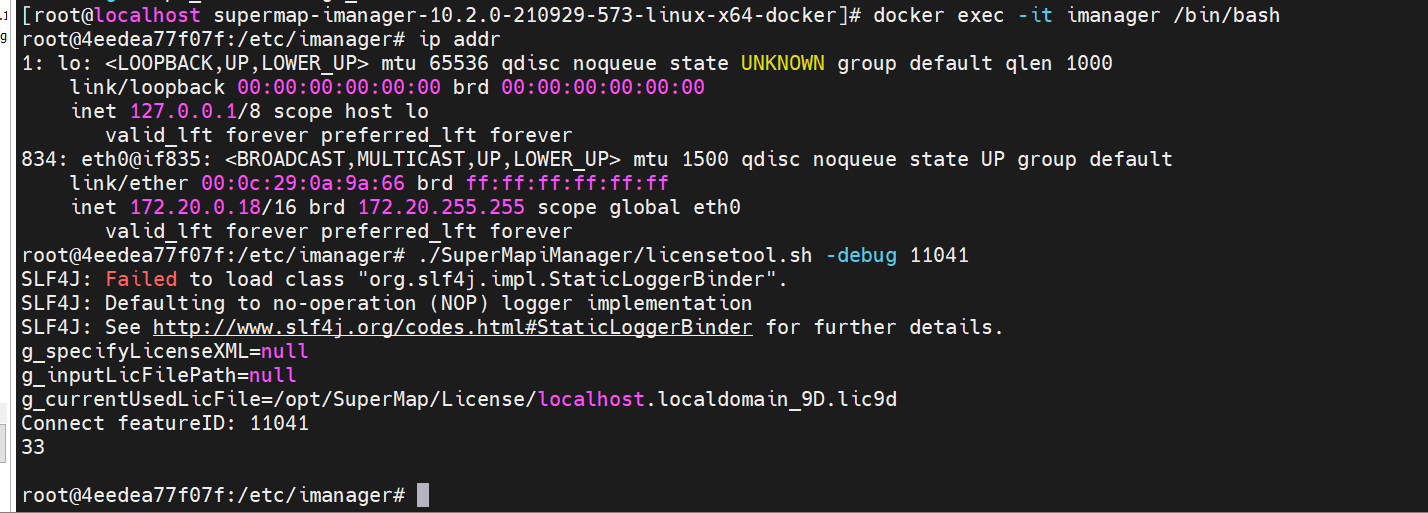 [root@localhost supermap-imanager-10.2.0-210929-573-linux-x64-docker]# docker exec -it imanager /bin/bash
root@4eedea77f07f:/etc/imanager# ip addr
1: lo: <LOOPBACK,UP,LOWER_UP> mtu 65536 qdisc noqueue state UNKNOWN group default qlen 1000
    link/loopback 00:00:00:00:00:00 brd 00:00:00:00:00:00
    inet 127.0.0.1/8 scope host lo
       valid_lft forever preferred_lft forever
834: eth0@if835: <BROADCAST,MULTICAST,UP,LOWER_UP> mtu 1500 qdisc noqueue state UP group default
    link/ether 00:0c:29:0a:9a:66 brd ff:ff:ff:ff:ff:ff
    inet 172.20.0.18/16 brd 172.20.255.255 scope global eth0
       valid_lft forever preferred_lft forever
root@4eedea77f07f:/etc/imanager# ./SuperMapiManager/licensetool.sh -debug 11041
SLF4J: Failed to load class "org.slf4j.impl.StaticLoggerBinder".
SLF4J: Defaulting to no-operation (NOP) logger implementation
SLF4J: See http://www.slf4j.org/codes.html#StaticLoggerBinder for further details.
g_specifyLicenseXML=null
g_inputLicFilePath=null
g_currentUsedLicFile=/opt/SuperMap/License/localhost.localdomain_9D.lic9d
Connect featureID: 11041
33
root@4eedea77f07f:/etc/imanager#